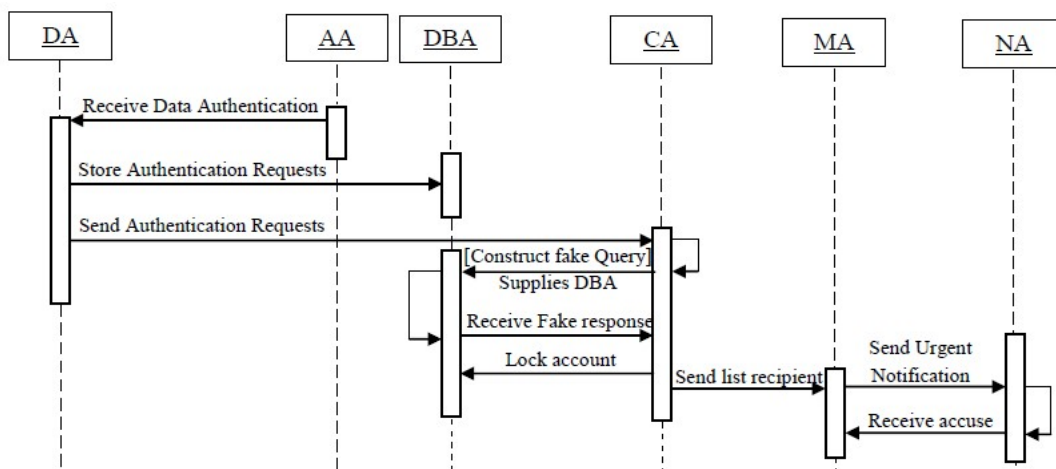 DA
AA
DBA
CA
MA
NA
Receive Data Authentication
Store Authentication Requests
Send Authentication Requests
[Construct fake Query]
Supplies DBA
Receive Fake response
Lock account
Send list recipient
Send Urgent
Notification
Receive accuse